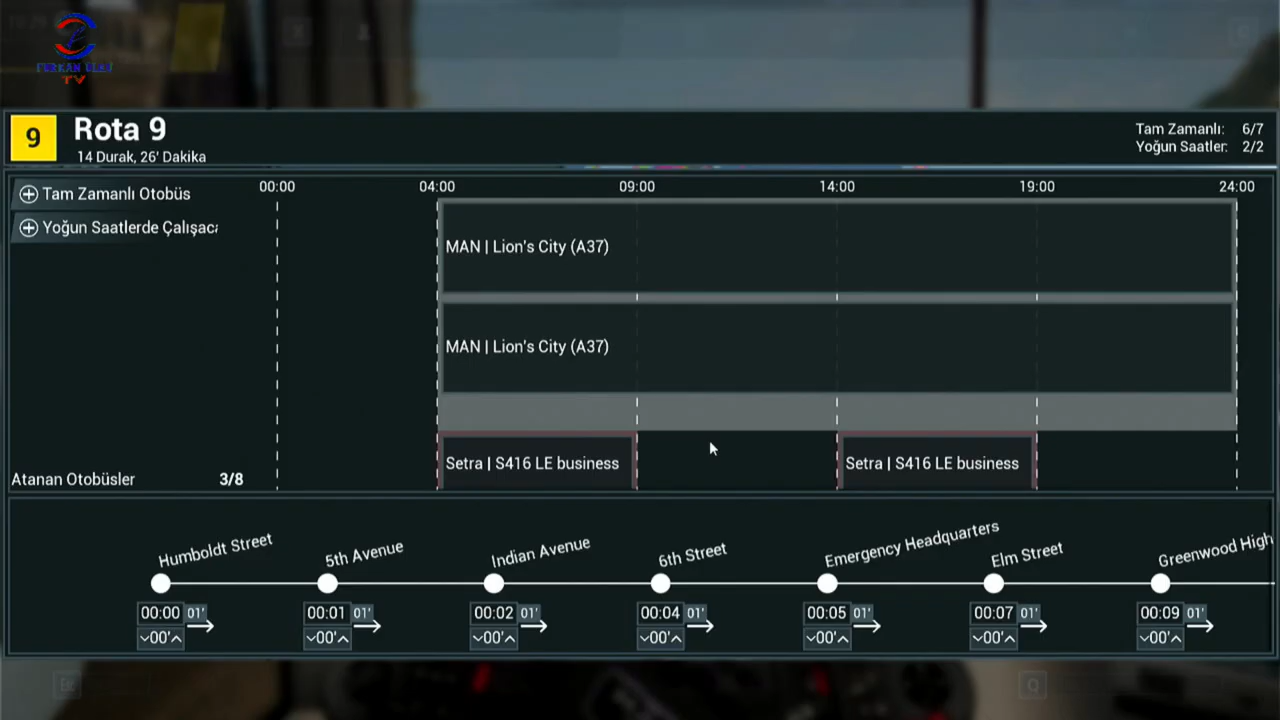 TV
9
Rota 9
14 Durak, 26' Dakika
Tam Zamanlı: 6/7
Yoğun Saatler: 2/2
Tam Zamanlı Otobüs
Yoğun Saatlerde Çalışaca
00:00 04:00 09:00 14:00 19:00 24:00
MAN | Lion's City (A37)
MAN | Lion's City (A37)
Setra | S416 LE business Setra | S416 LE business
Atanan Otobüsler 3/8
Humboldt Street 5th Avenue Indian Avenue 6th Street Emergency Headquarters Elm Street Greenwood High
00:00 01' 00:01 01' 00:02 01' 00:04 01' 00:05 01' 00:07 01' 00:09 01'
00' 00' 00' 00' 00' 00' 00'
Esc
Q